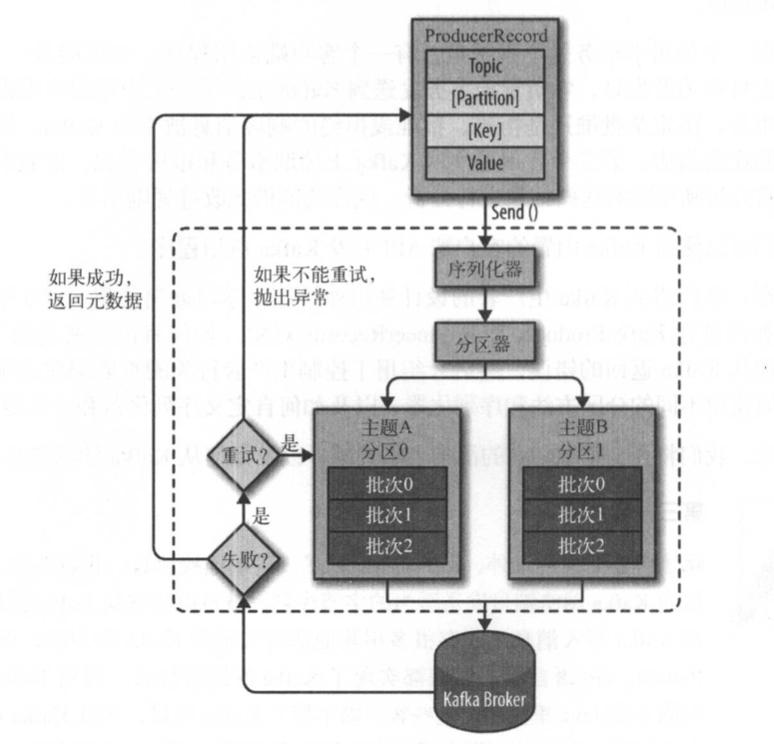 ProducerRecord
Topic
[Partition]
[Key]
Value
Send ()
如果成功，
返回元数据
如果不能重试，
抛出异常
序列化器
分区器
主题A
分区0
批次0
批次1
批次2
主题B
分区1
批次0
批次1
批次2
重试？
是
是
失败？
Kafka Broker